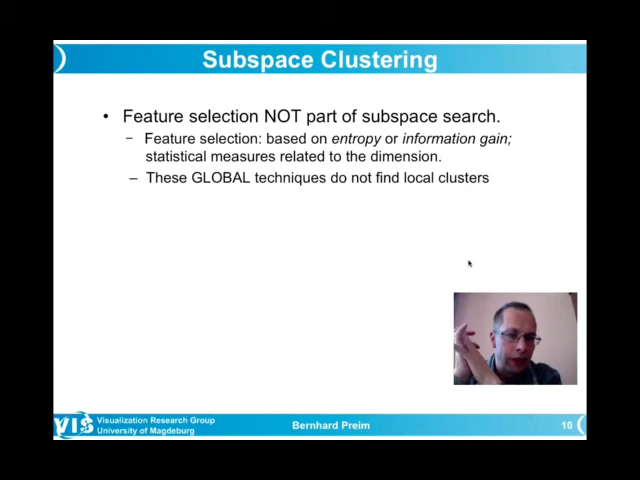 Subspace Clustering
• Feature selection NOT part of subspace search.
– Feature selection: based on entropy or information gain;
statistical measures related to the dimension.
– These GLOBAL techniques do not find local clusters
VIS
Visualization Research Group
University of Magdeburg
Bernhard Preim
10